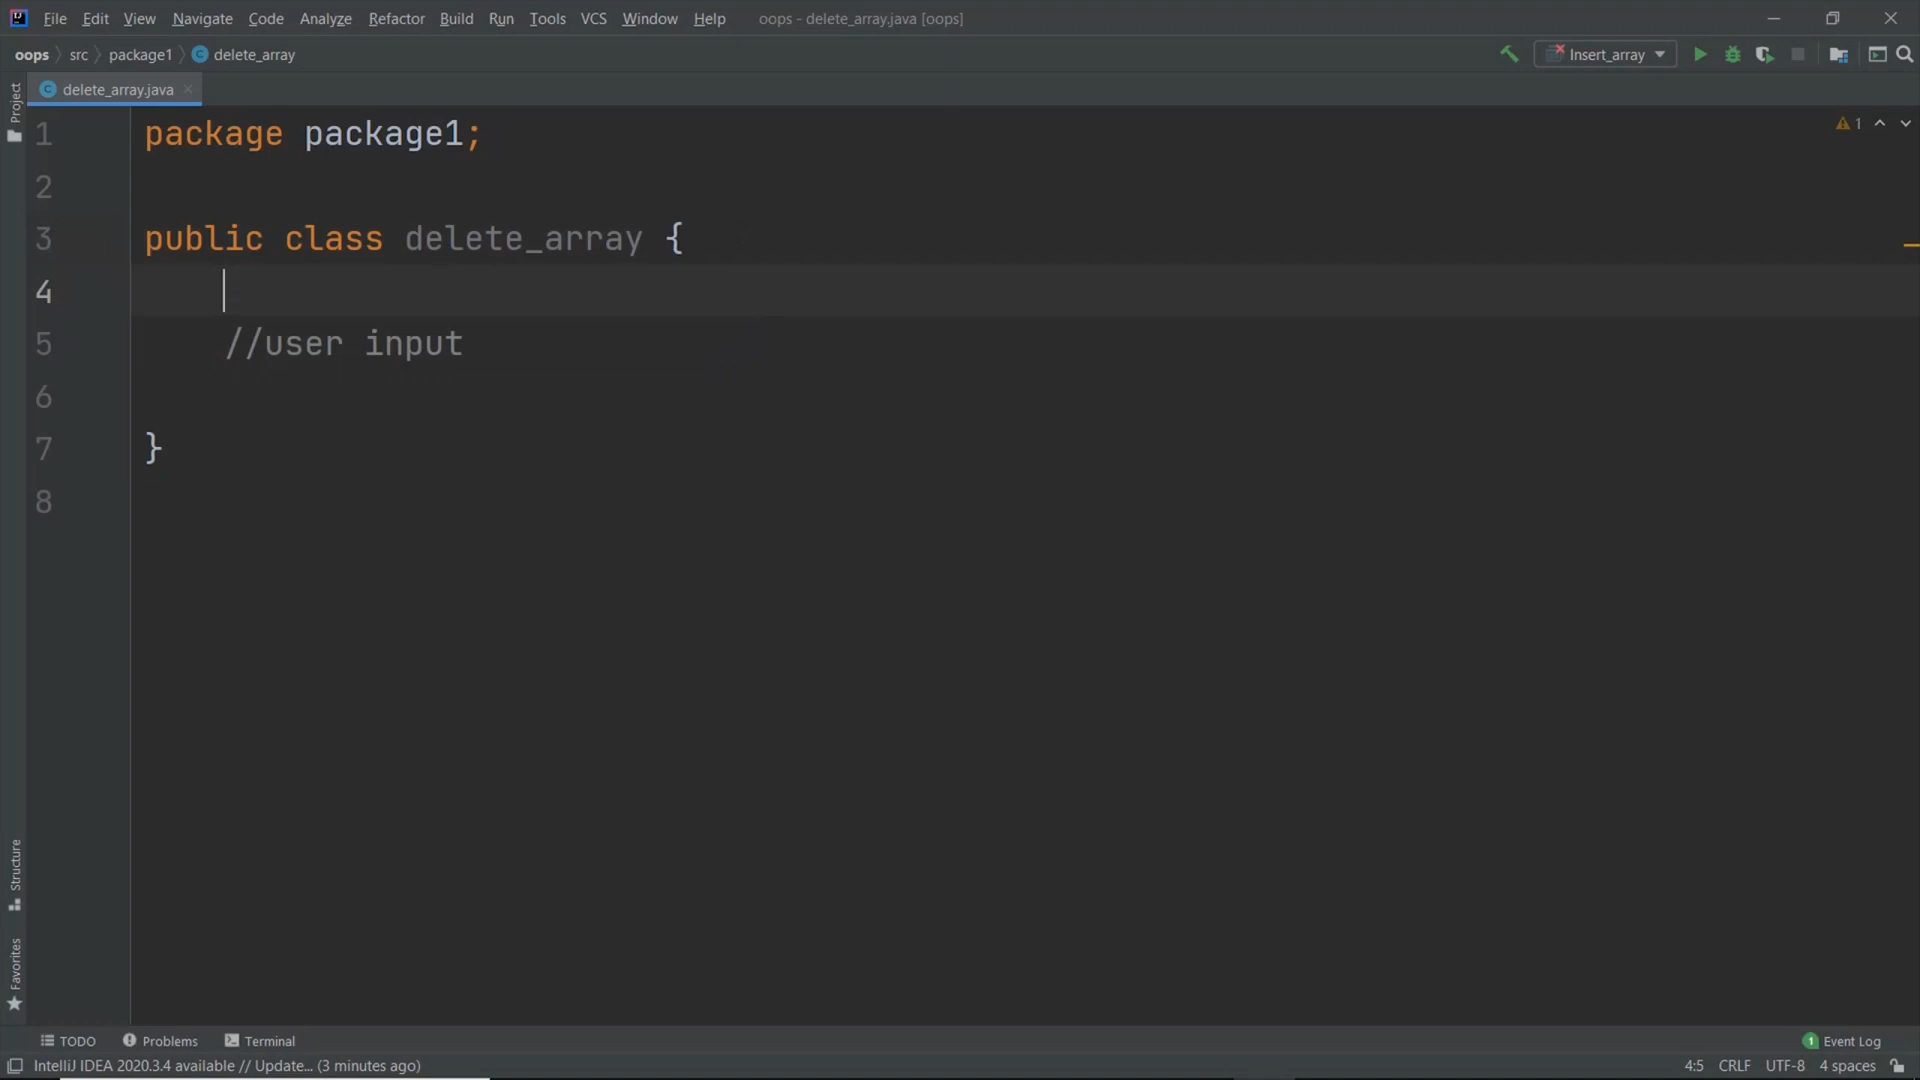 File Edit View Navigate Code Analyze Refactor Build Run Tools VCS Window Help oops - delete_array.java [oops]
oops src package1 delete_array Insert_array
Project
delete_array.java
1 package package1;
1
2
3 public class delete_array {
4
5 //user input
6
7 }
8
Structure
Favorites
TODO Problems Terminal 1 Event Log
IntelliJ IDEA 2020.3.4 available // Update... (3 minutes ago) 4:5 CRLF UTF-8 4 spaces